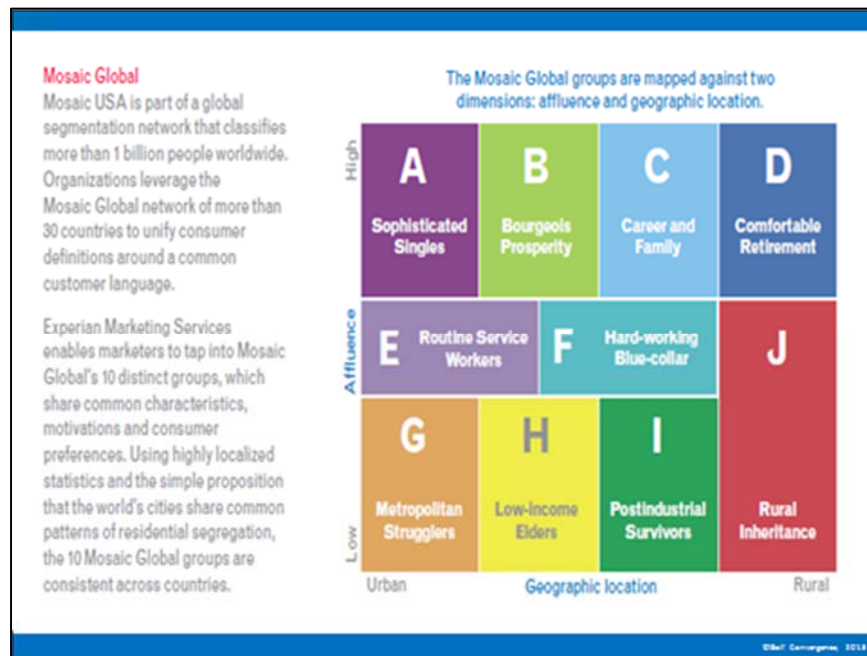 Mosaic Global
Mosaic USA is part of a global
segmentation network that classifies
more than 1 billion people worldwide.
Organizations leverage the
Mosaic Global network of more than
30 countries to unify consumer
definitions around a common
customer language.
Experian Marketing Services
enables marketers to tap into Mosaic
Global's 10 distinct groups, which
share common characteristics,
motivations and consumer
preferences. Using highly localized
statistics and the simple proposition
that the world's cities share common
patterns of residential segregation,
the 10 Mosaic Global groups are
consistent across countries.
The Mosaic Global groups are mapped against two
dimensions: affluence and geographic location.
High
Affluence
Low
A
Sophisticated
Singles
B
Bourgeois
Prosperity
C
Career and
Family
D
Comfortable
Retirement
E
Routine Service
Workers
F
Hard-working
Blue-collar
J
Rural
Inheritance
G
Metropolitan
Strugglers
H
Low-income
Elders
I
Postindustrial
Survivors
Urban
Geographic location
Rural